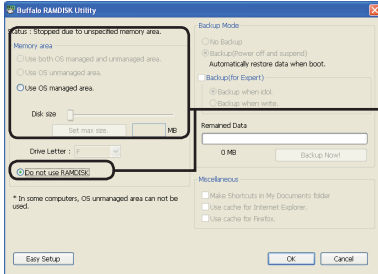 Buffalo RAMDISK Utility
Status : Stopped due to unspecified memory area.
Memory area
Use both OS managed and unmanaged area.
Use OS unmanaged area.
Use OS managed area.
Disk size
Set max size.
MB
Drive Letter : F
Do not use RAMDISK
* In some computers, OS unmanaged area can not be
used.
Easy Setup
Backup Mode
No Backup
Backup(Power off and suspend)
Automatically restore data when boot.
Backup(for Expert)
Backup when idol.
Backup when write.
Remained Data
0 MB
Backup Now!
Miscellaneous
Make Shortcuts in My Documents folder
Use cache for Internet Explorer.
Use cache for Firefox.
OK
Cancel